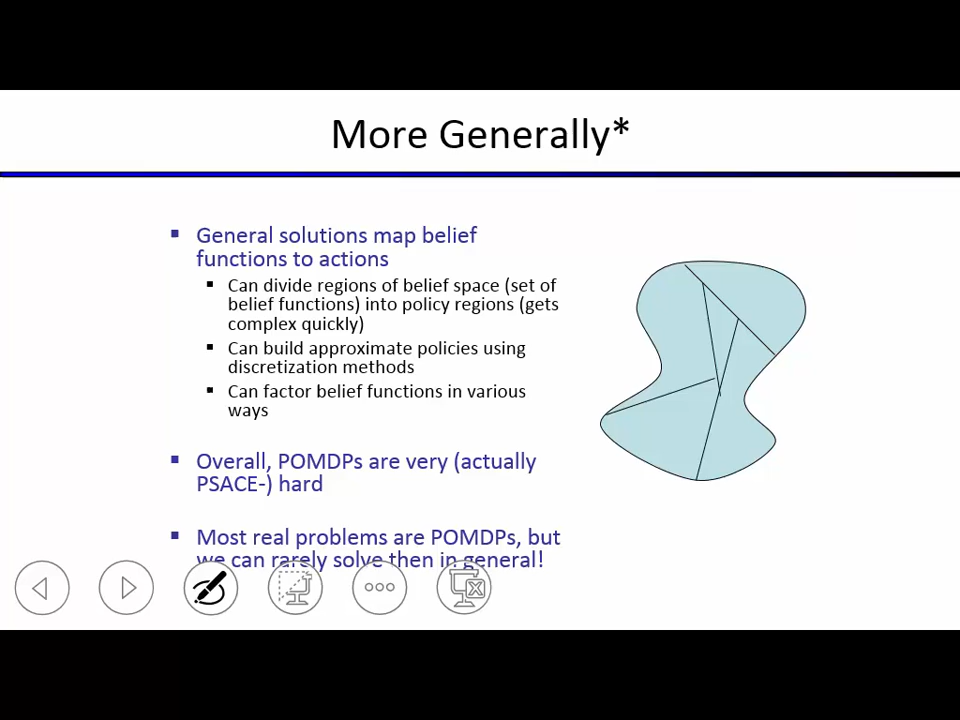 More Generally*
General solutions map belief
functions to actions
Can divide regions of belief space (set of
belief functions) into policy regions (gets
complex quickly)
Can build approximate policies using
discretization methods
Can factor belief functions in various
ways
Overall, POMDPs are very (actually
PSACE-) hard
Most real problems are POMDPs, but
we can rarely solve then in general!